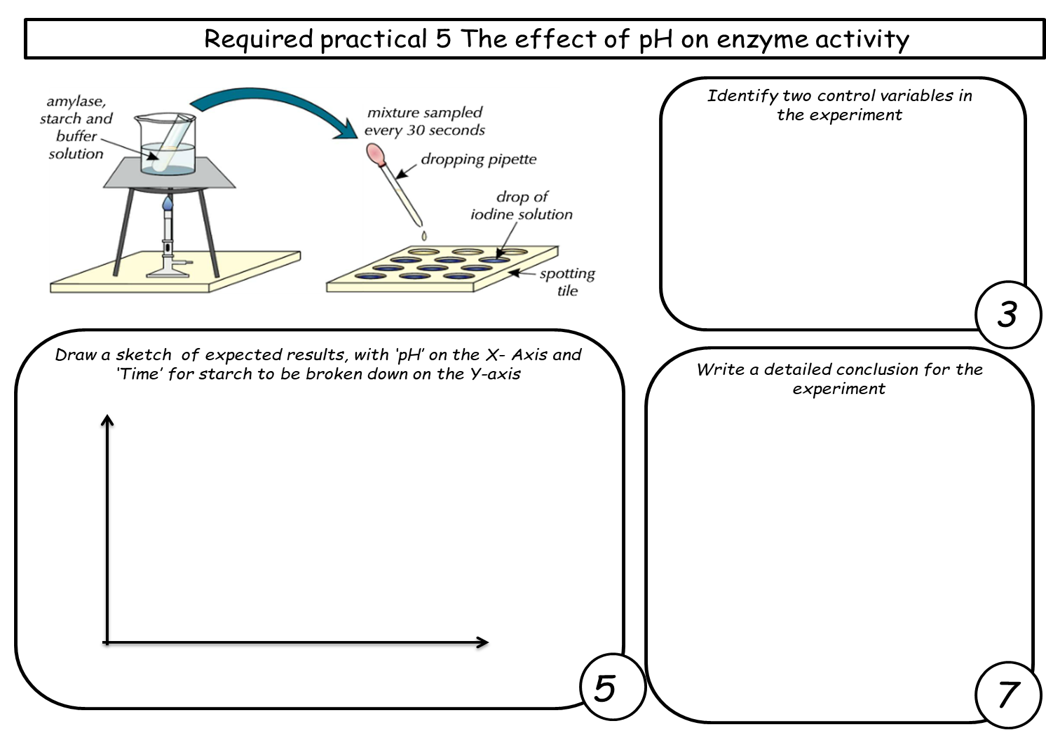 Required practical 5 The effect of pH on enzyme activity
amylase,
starch and
buffer
solution
mixture sampled
every 30 seconds
dropping pipette
drop of
iodine solution
spotting
tile
Identify two control variables in
the experiment
3
Draw a sketch of expected results, with ‘pH’ on the X- Axis and
‘Time’ for starch to be broken down on the Y-axis
5
Write a detailed conclusion for the
experiment
7